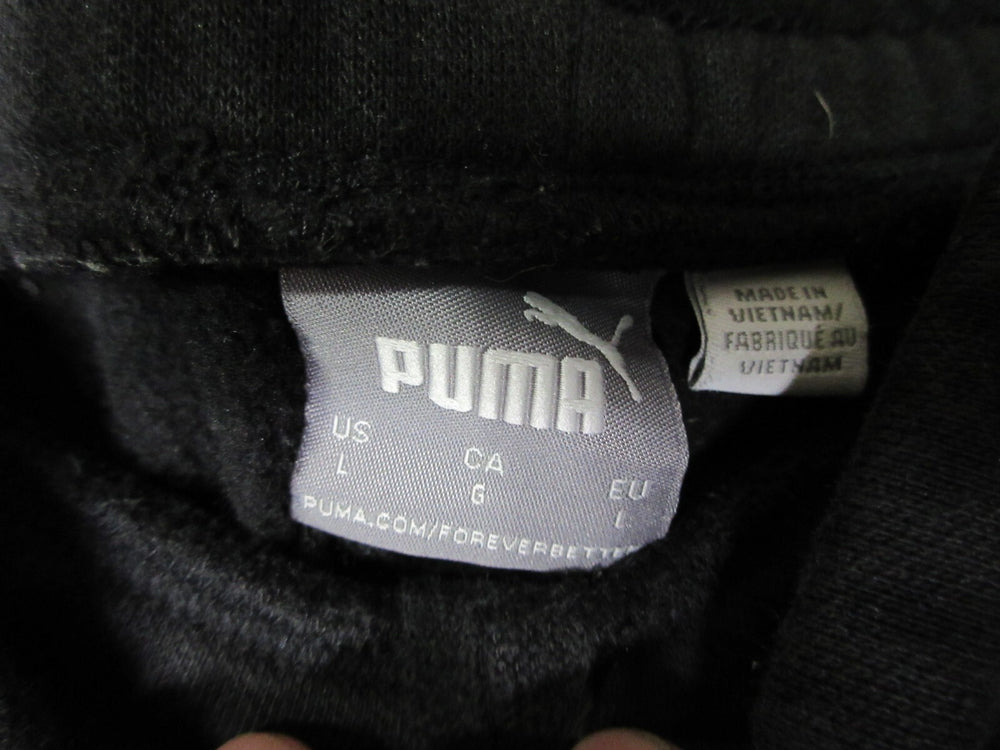 PUMA
US CA EU
L G L
PUMA.COM/FOREVERBETTER
MADE IN
VIETNAM/
FABRIQUÉ AU
VIETNAM